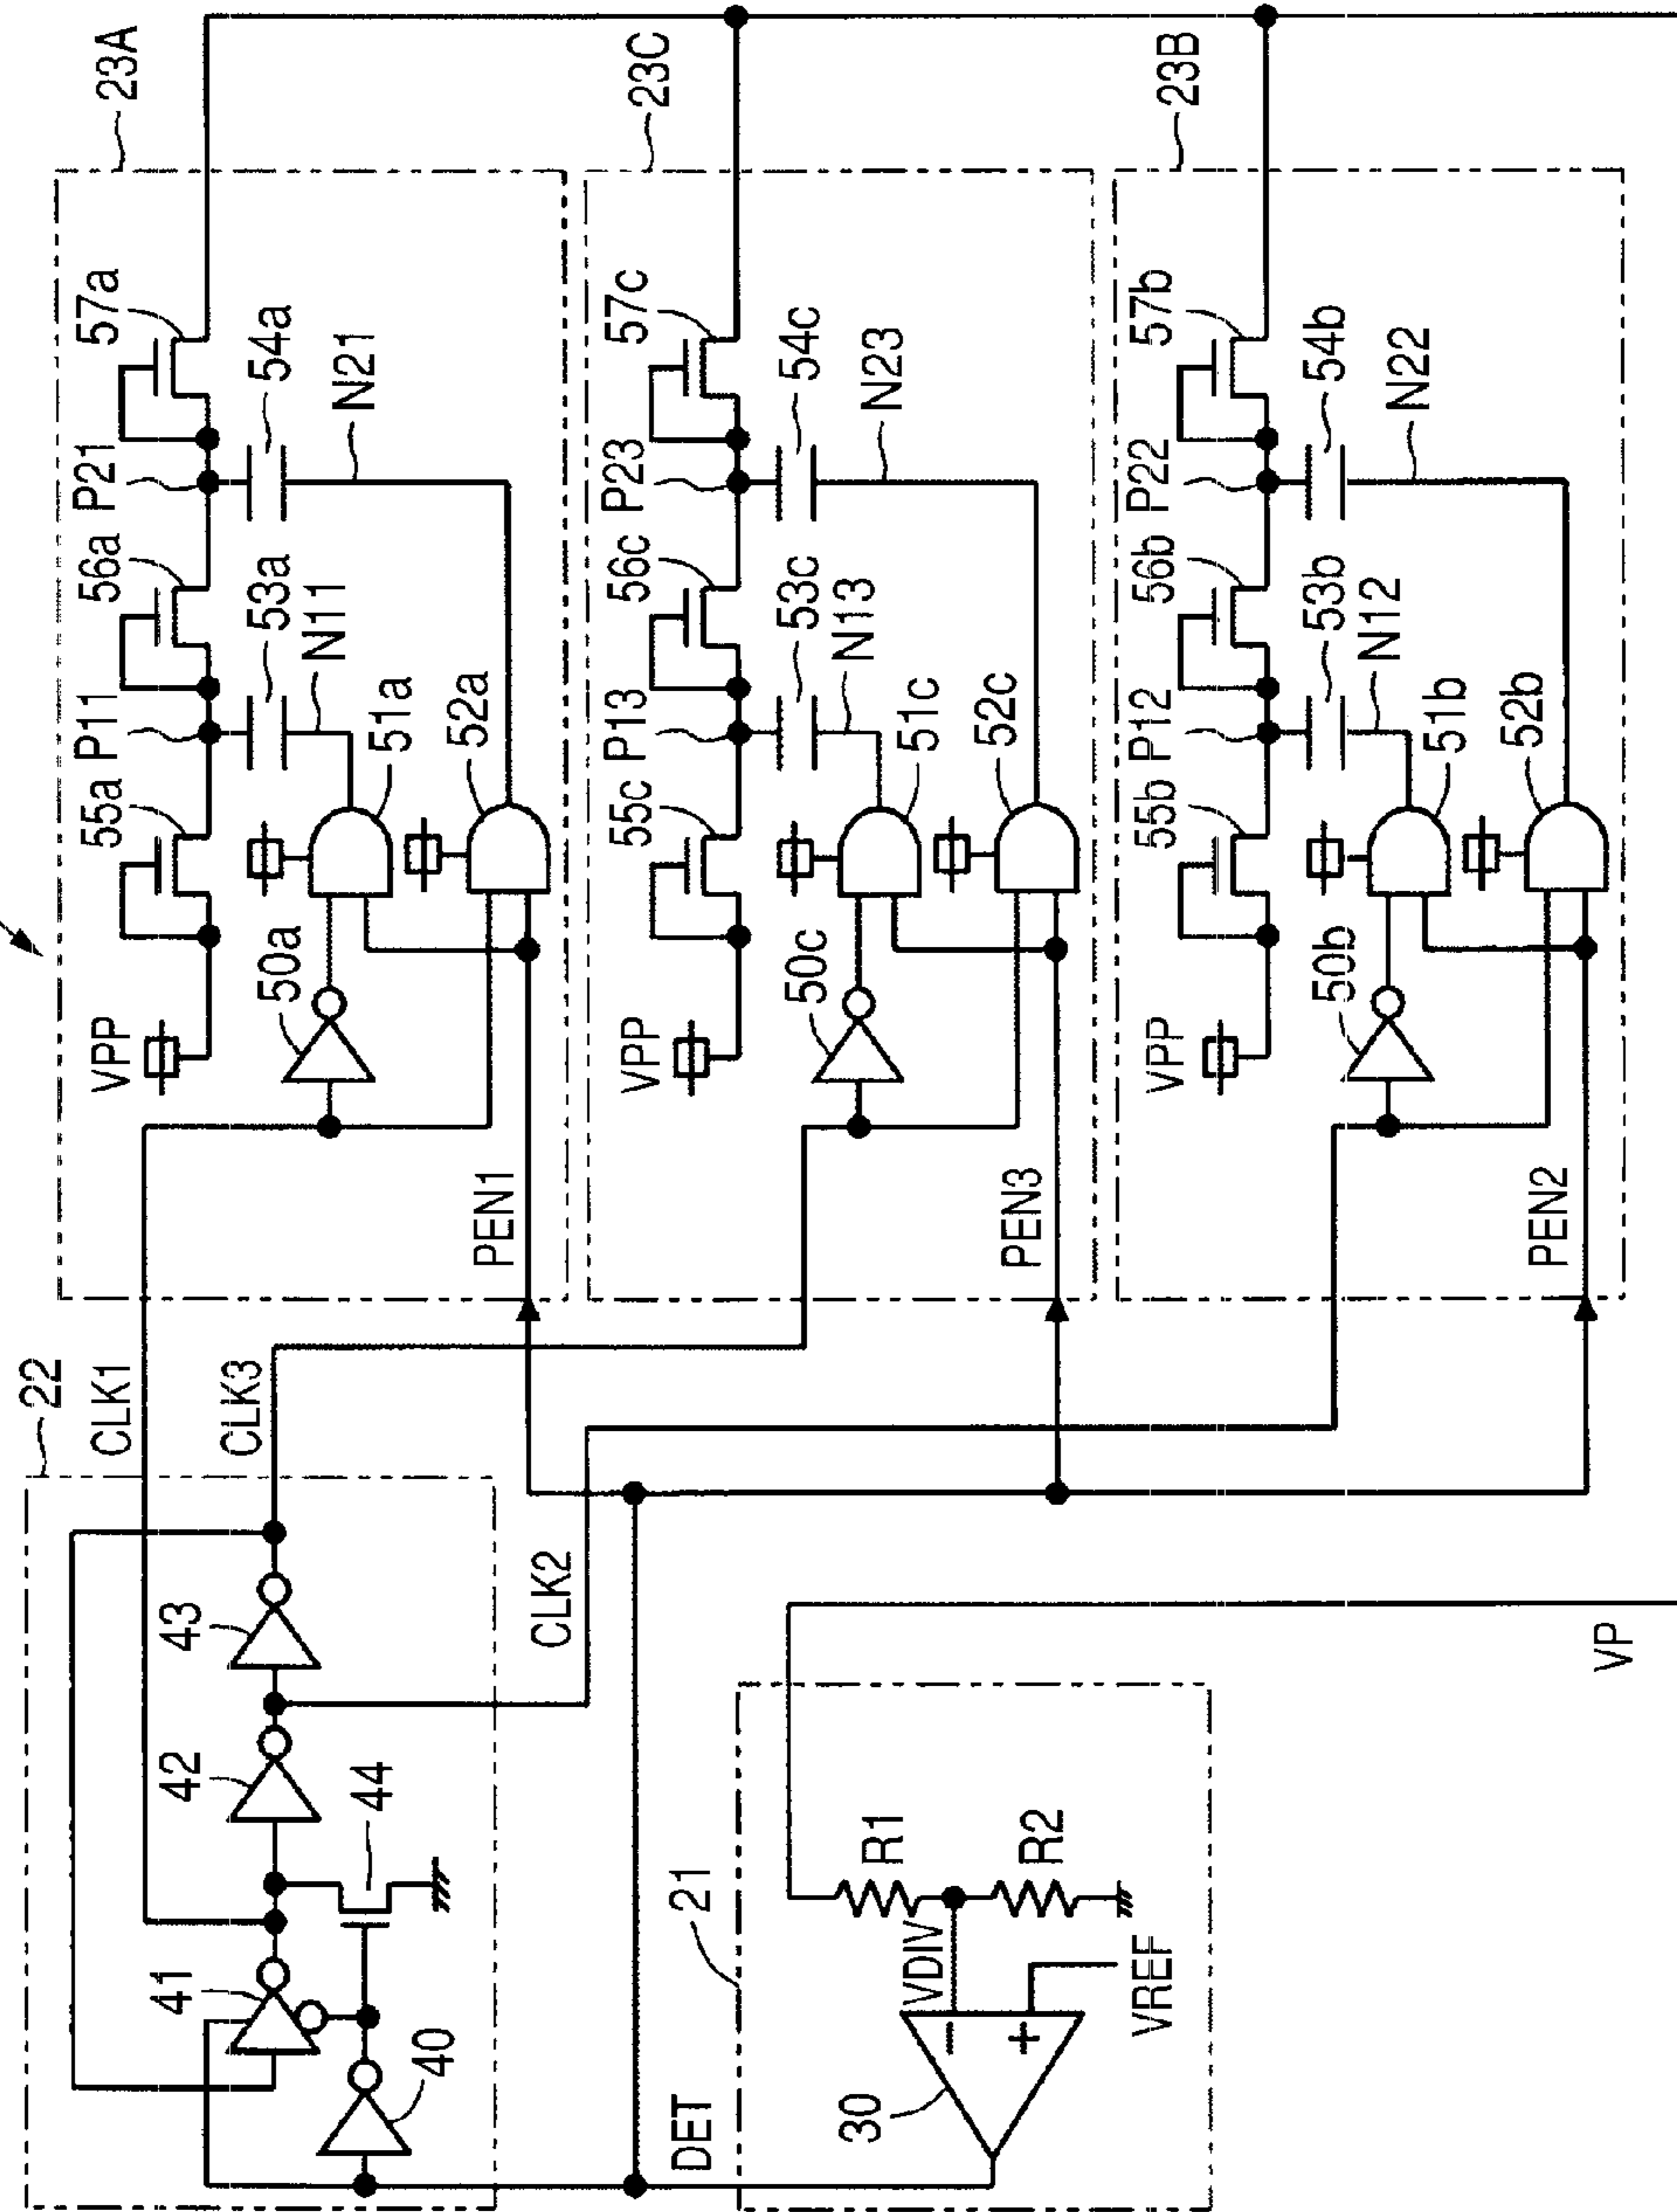 22
CLK1
CLK3
41
42
43
44
40
CLK2
DET
21
30
VDIV
VREF
R1
R2
VP
PEN1
PEN3
PEN2
23A
VPP
55a
P11
56a
P21
57a
53a
54a
N11
N21
50a
51a
52a
23C
VPP
55c
P13
56c
P23
57c
53c
54c
N13
N23
50c
51c
52c
23B
VPP
55b
P12
56b
P22
57b
53b
54b
N12
N22
50b
51b
52b
−
+